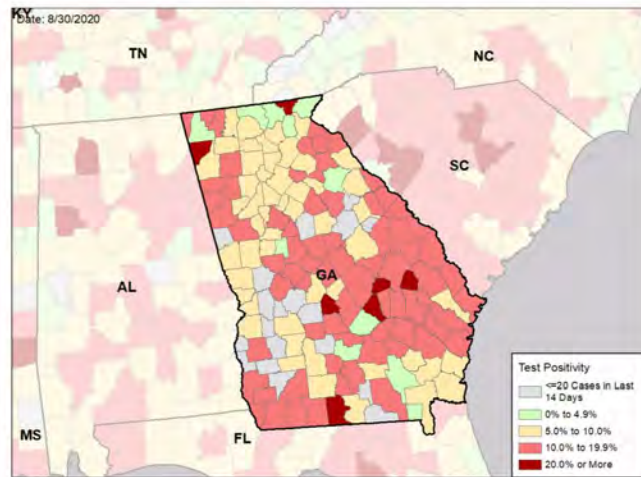 KY
Date: 8/30/2020
TN
NC
SC
AL
GA
MS
FL
Test Positivity
<=20 Cases in Last
14 Days
0% to 4.9%
5.0% to 10.0%
10.0% to 19.9%
20.0% or More